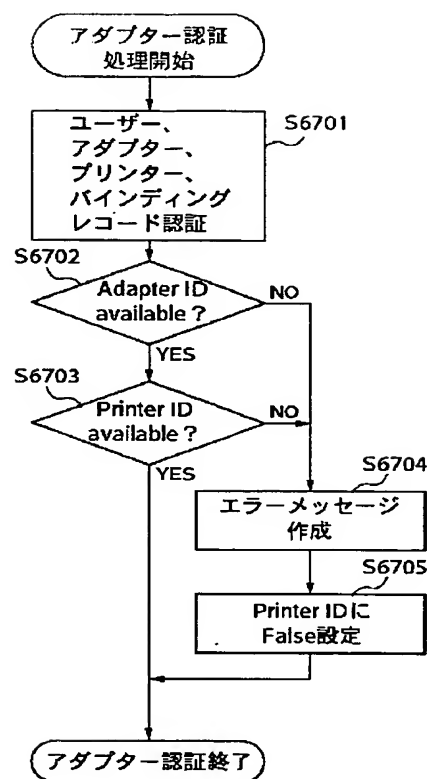 アダプター認証
処理開始
S6701
ユーザー、
アダプター、
プリンター、
バインディング
レコード認証
S6702
Adapter ID
available？
NO
YES
S6703
Printer ID
available？
NO
YES
S6704
エラーメッセージ
作成
S6705
Printer IDに
False設定
アダプター認証終了